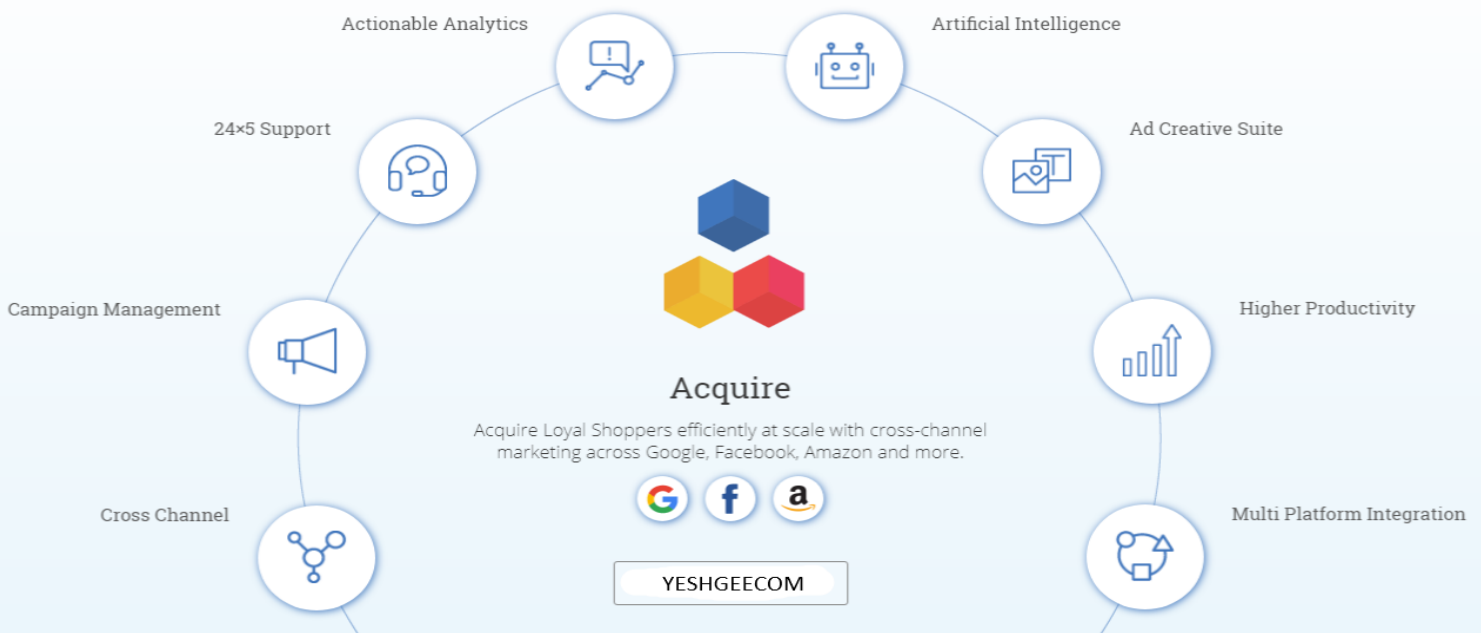 Actionable Analytics
Artificial Intelligence
24×5 Support
Ad Creative Suite
Campaign Management
Higher Productivity
Acquire
Acquire Loyal Shoppers efficiently at scale with cross-channel
marketing across Google, Facebook, Amazon and more.
Cross Channel
Multi Platform Integration
YESHGEECOM